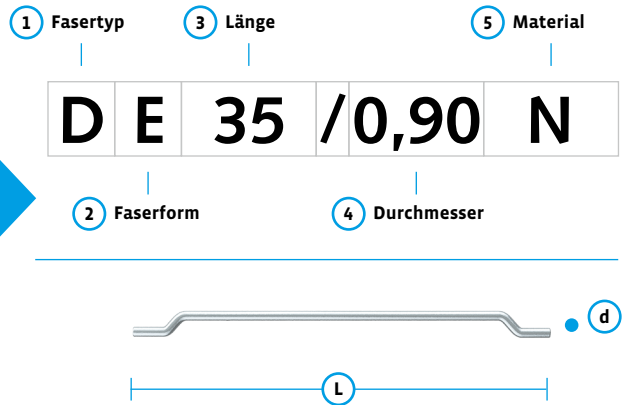 1 Fasertyp 3 Länge 5 Material
D E 35 /0,90 N
2 Faserform 4 Durchmesser
d
L